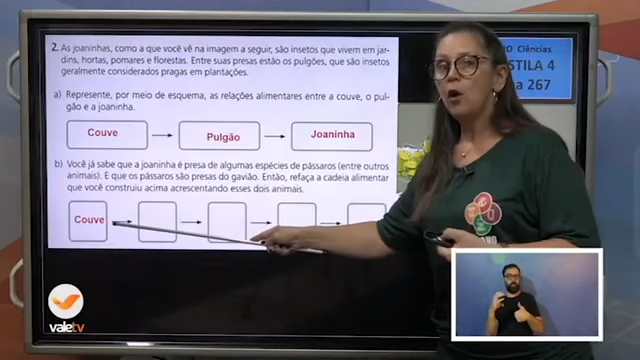 2. As joaninhas, como a que você vê na imagem a seguir, são insetos que vivem em jar-
dins, hortas, pomares e florestas. Entre suas presas estão os pulgões, que são insetos
geralmente considerados pragas em plantações.
a) Represente, por meio de esquema, as relações alimentares entre a couve, o pul-
gão e a joaninha.
Couve
Pulgão
Joaninha
b) Você já sabe que a joaninha é presa de algumas espécies de pássaros (entre outros
animais). E que os pássaros são presas do gavião. Então, refaça a cadeia alimentar
que você construiu acima acrescentando esses dois animais.
Couve
Ciências
STILA 4
267
valetv